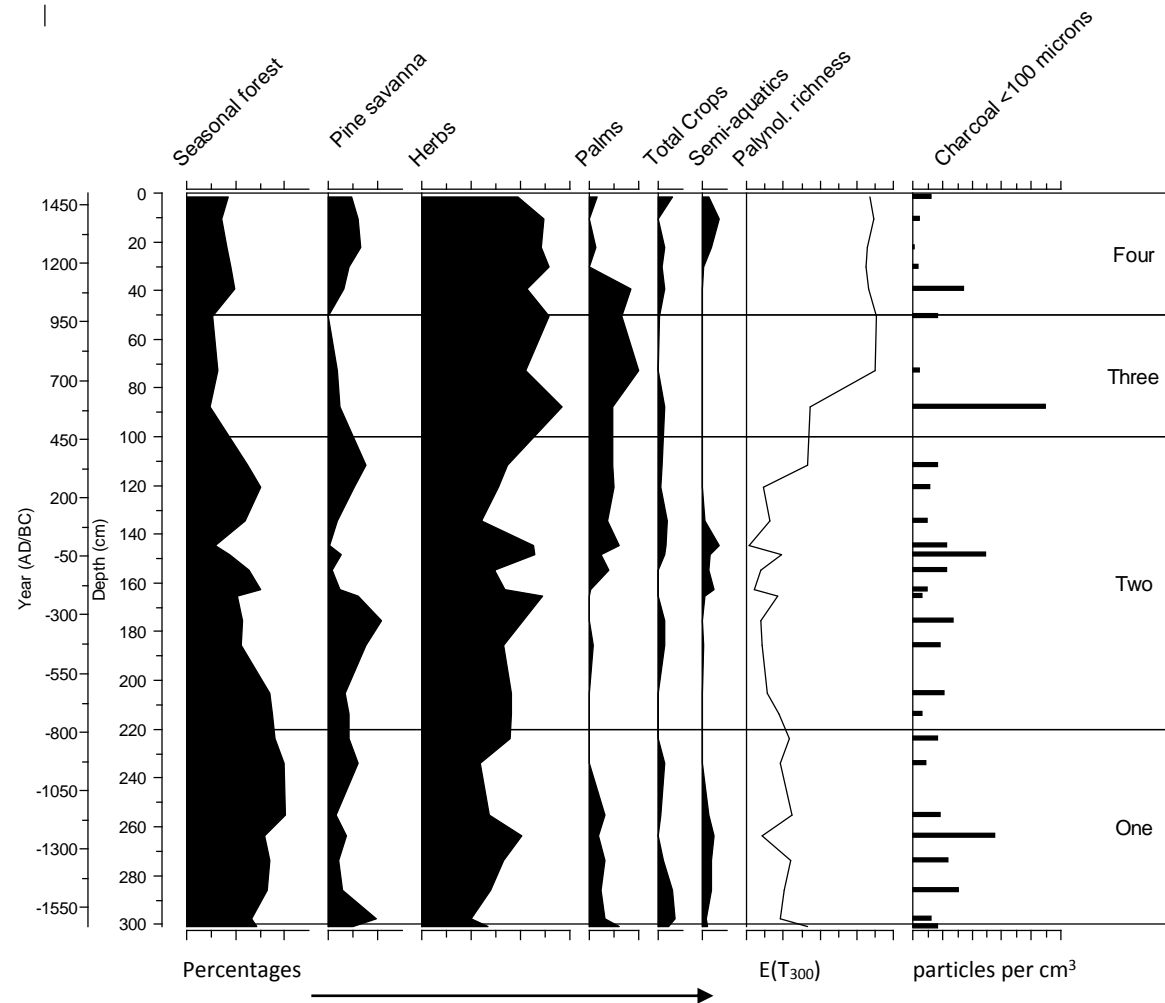 Seasonal forest
Pine savanna
Herbs
Palms
Total Crops
Semi-aquatics
Palynol. richness
Charcoal <100 microns
Year (AD/BC)
1450
1200
950
700
450
200
-50
-300
-550
-800
-1050
-1300
-1550
Depth (cm)
0
20
40
60
80
100
120
140
160
180
200
220
240
260
280
300
Four
Three
Two
One
Percentages
E(T₃₀₀)
particles per cm³